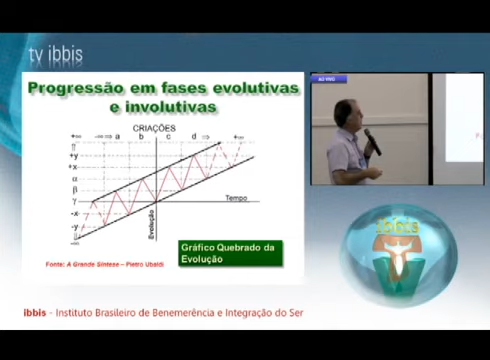 tv ibbis
Progressão em fases evolutivas
e involutivas
AO VIVO
CRIAÇÕES
a b c d
+y
+x
α
β
γ
-x
-y
Tempo
Evolução
Gráfico Quebrado da
Evolução
Fonte: A Grande Síntese – Pietro Ubaldi
ibbis
ibbis - Instituto Brasileiro de Benemerência e Integração do Ser